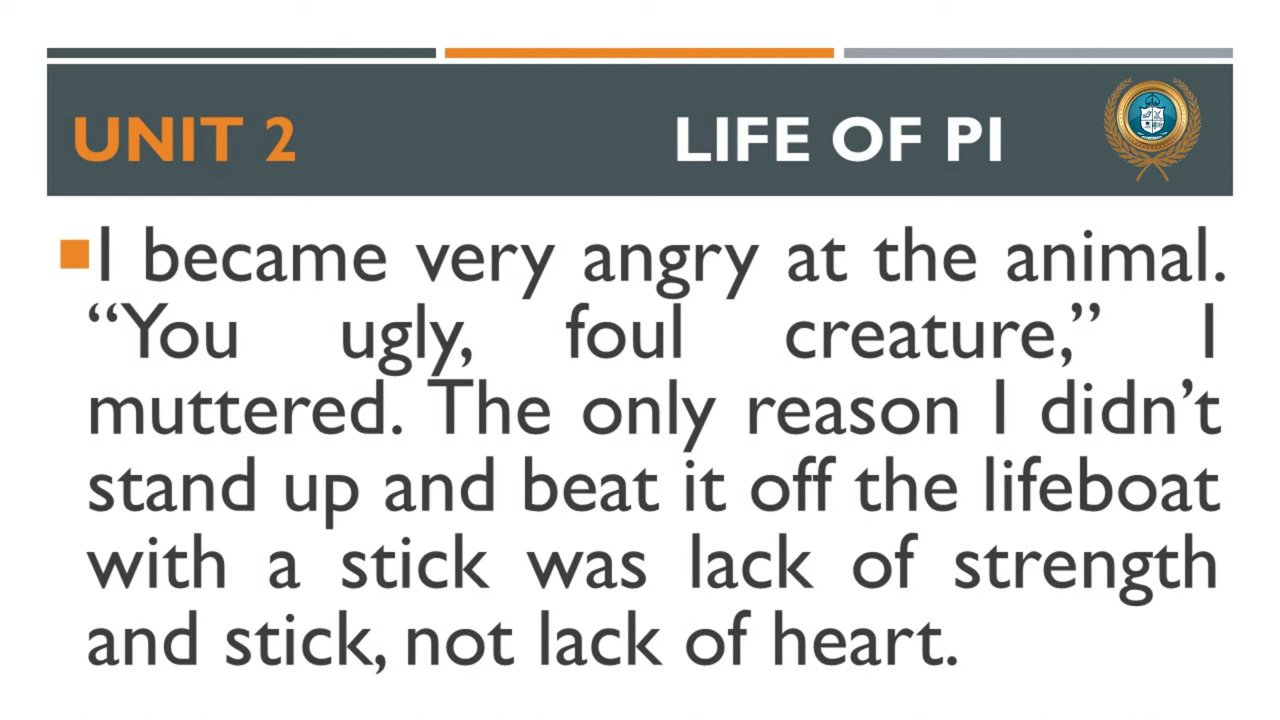 UNIT 2 LIFE OF PI
I became very angry at the animal.
“You ugly, foul creature,” I
muttered. The only reason I didn’t
stand up and beat it off the lifeboat
with a stick was lack of strength
and stick, not lack of heart.